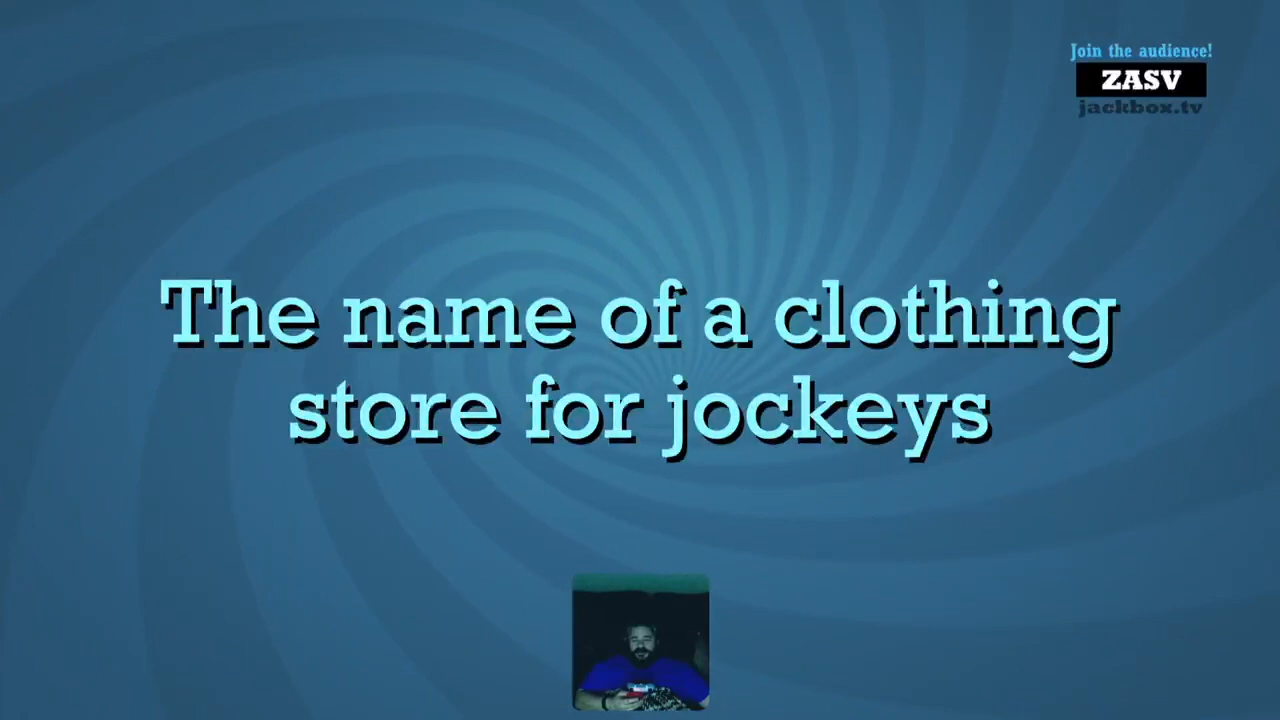 Join the audience!
ZASV
jackbox.tv
The name of a clothing
store for jockeys